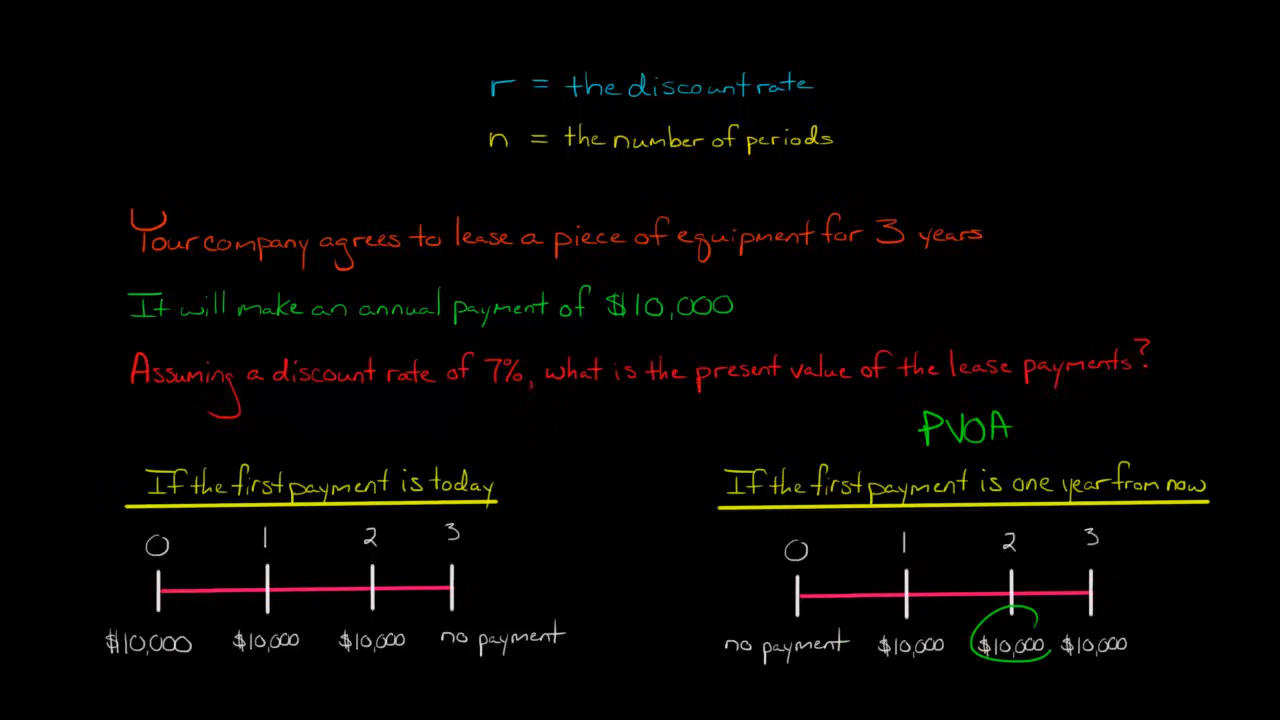 r = the discount rate
n = the number of periods
Your company agrees to lease a piece of equipment for 3 years
It will make an annual payment of $10,000
Assuming a discount rate of 7%, what is the present value of the lease payments?
PVOA
If the first payment is today
0 1 2 3
$10,000 $10,000 $10,000 no payment
If the first payment is one year from now
0 1 2 3
no payment $10,000 $10,000 $10,000